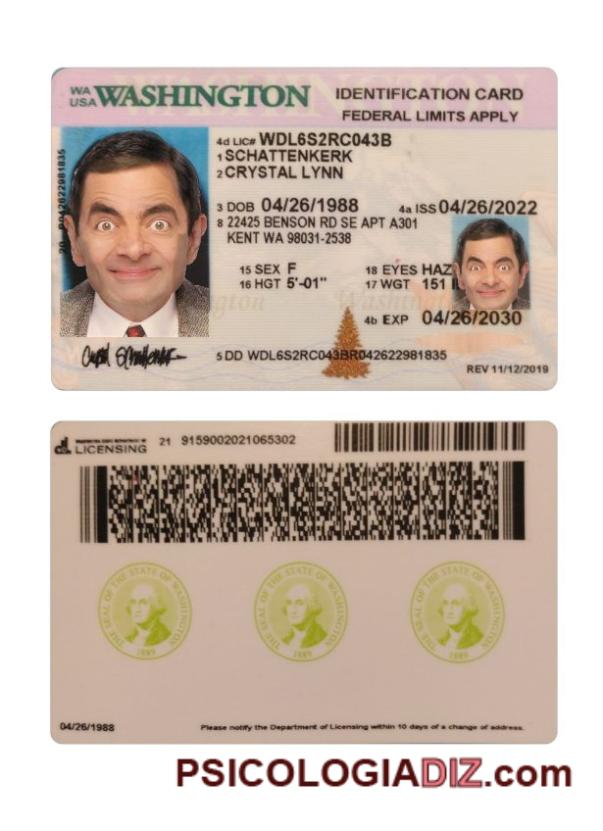 WA
USA WASHINGTON
IDENTIFICATION CARD
FEDERAL LIMITS APPLY
4d LIC# WDL6S2RC043B
1 SCHATTENKERK
2 CRYSTAL LYNN
3 DOB 04/26/1988 4a ISS 04/26/2022
8 22425 BENSON RD SE APT A301
KENT WA 98031-2538
15 SEX F 18 EYES HAZ
16 HGT 5'-01" 17 WGT 151
4b EXP 04/26/2030
5 DD WDL6S2RC043BR042622981835
REV 11/12/2019
LICENSING 21 9159002021065302
THE SEAL OF THE STATE OF WASHINGTON
1889
THE SEAL OF THE STATE OF WASHINGTON
1889
THE SEAL OF THE STATE OF WASHINGTON
1889
04/26/1988 Please notify the Department of Licensing within 10 days of a change of address.
PSICOLOGIADIZ.com